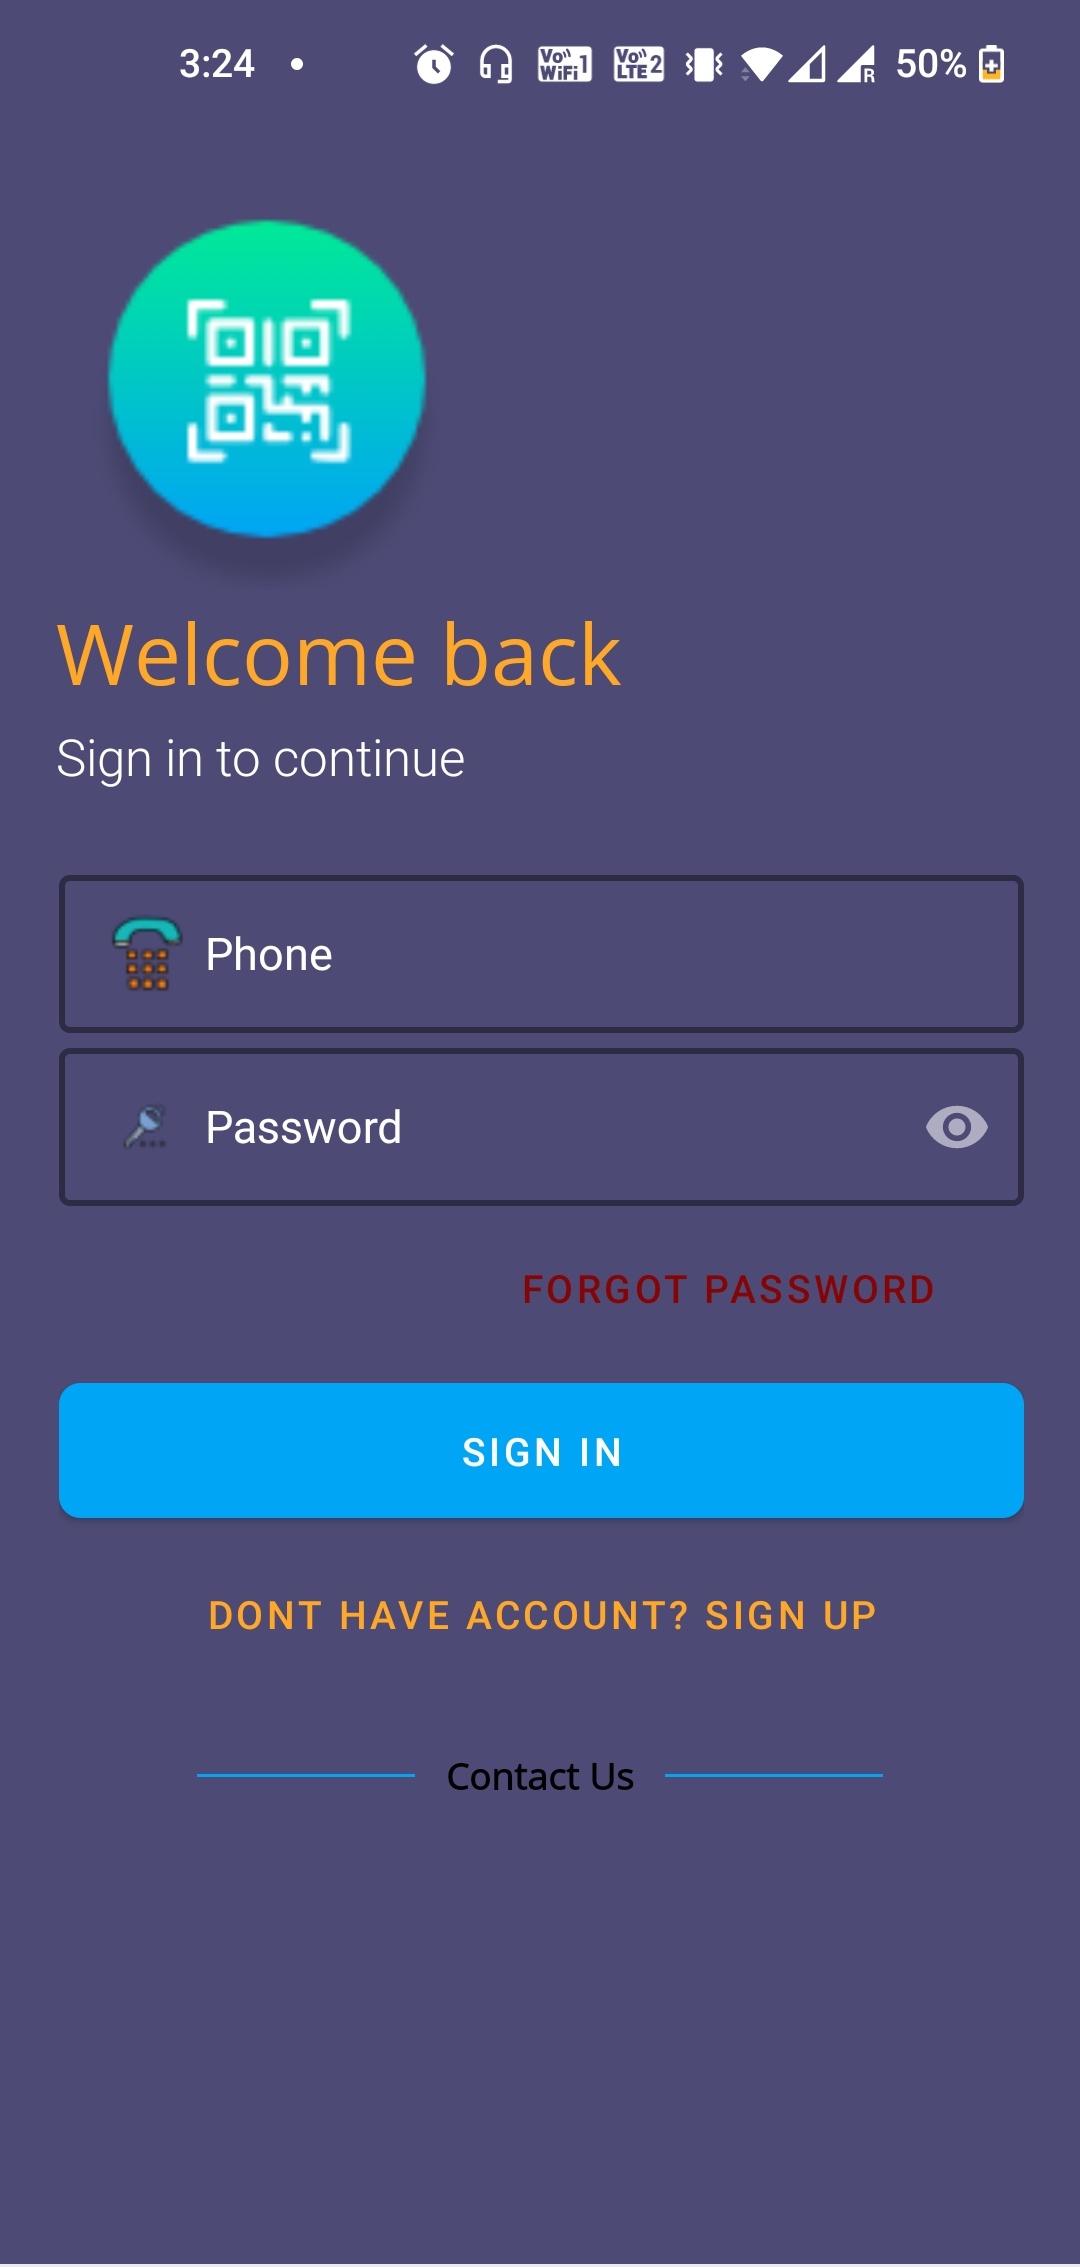 3:24 Vo WiFi 1 Vo LTE 2 R 50%
Welcome back
Sign in to continue
Phone
Password
FORGOT PASSWORD
SIGN IN
DONT HAVE ACCOUNT? SIGN UP
Contact Us